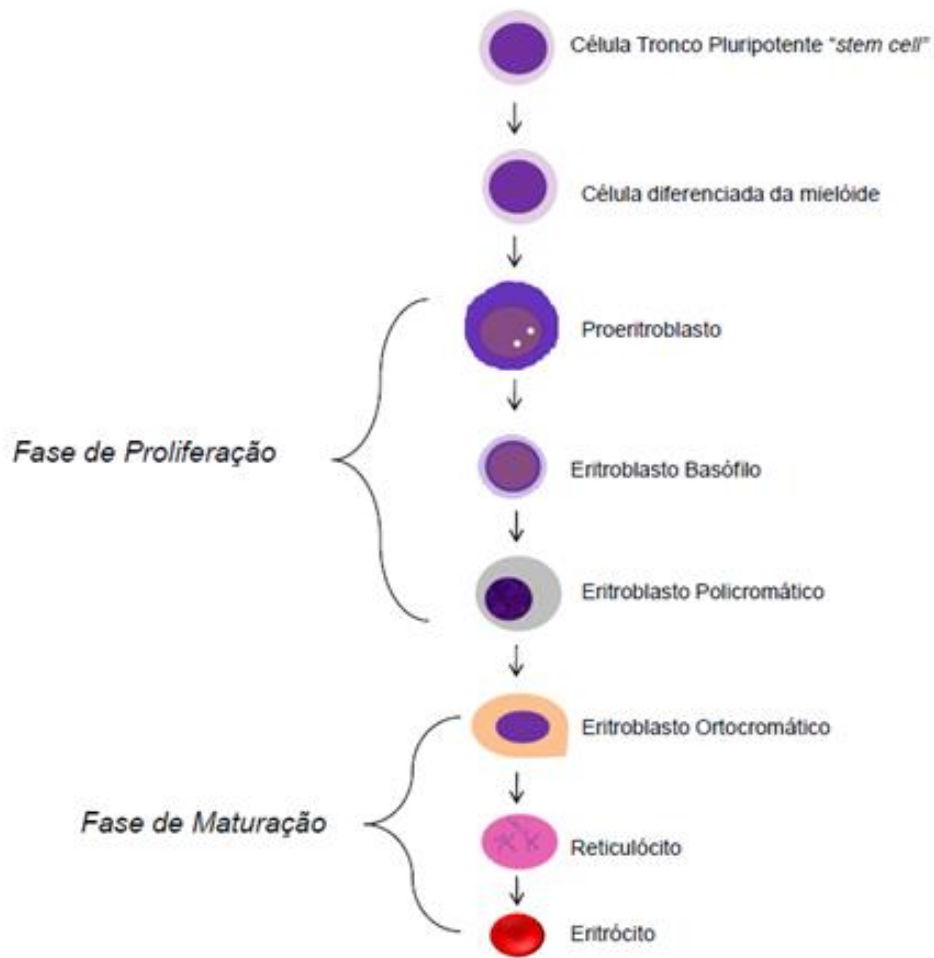 Célula Tronco Pluripotente “stem cell”
Célula diferenciada da mielóide
Proeritroblasto
Fase de Proliferação
Eritroblasto Basófilo
Eritroblasto Policromático
Eritroblasto Ortocromático
Fase de Maturação
Reticulócito
Eritrócito